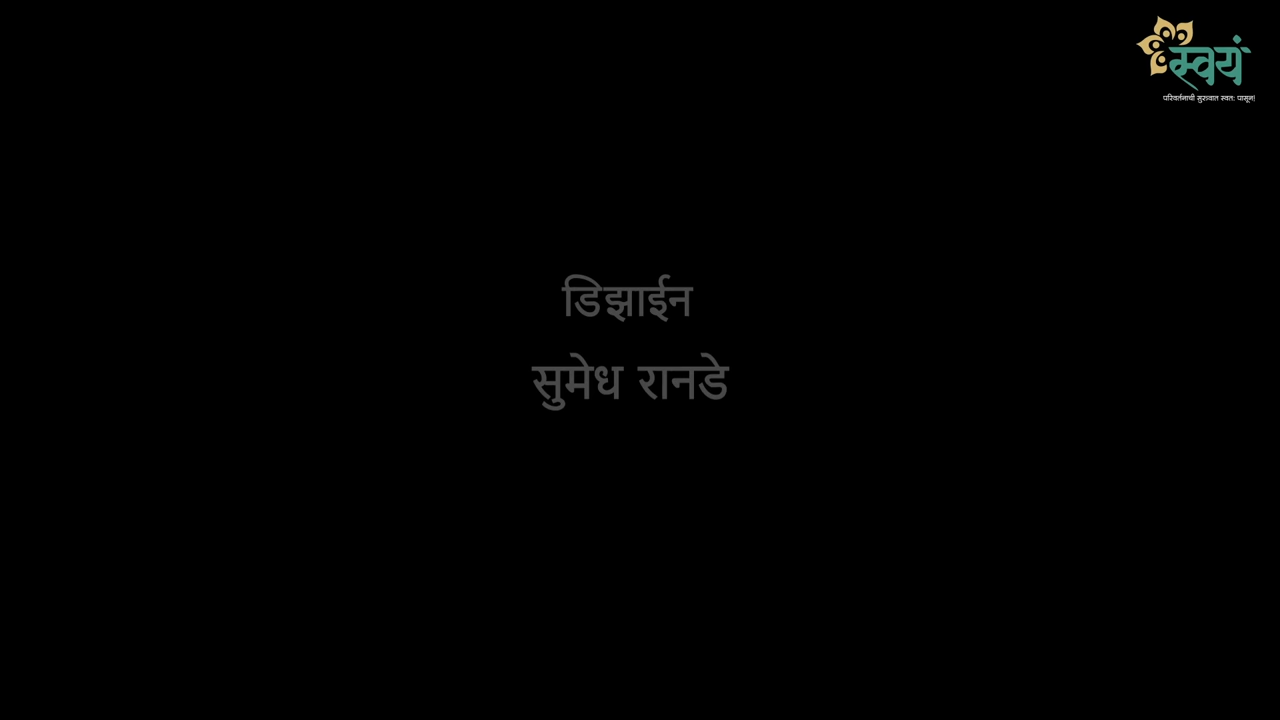 स्वयं
परिवर्तनाची सुरुवात स्वतः पासून!
डिझाईन
सुमेध रानडे